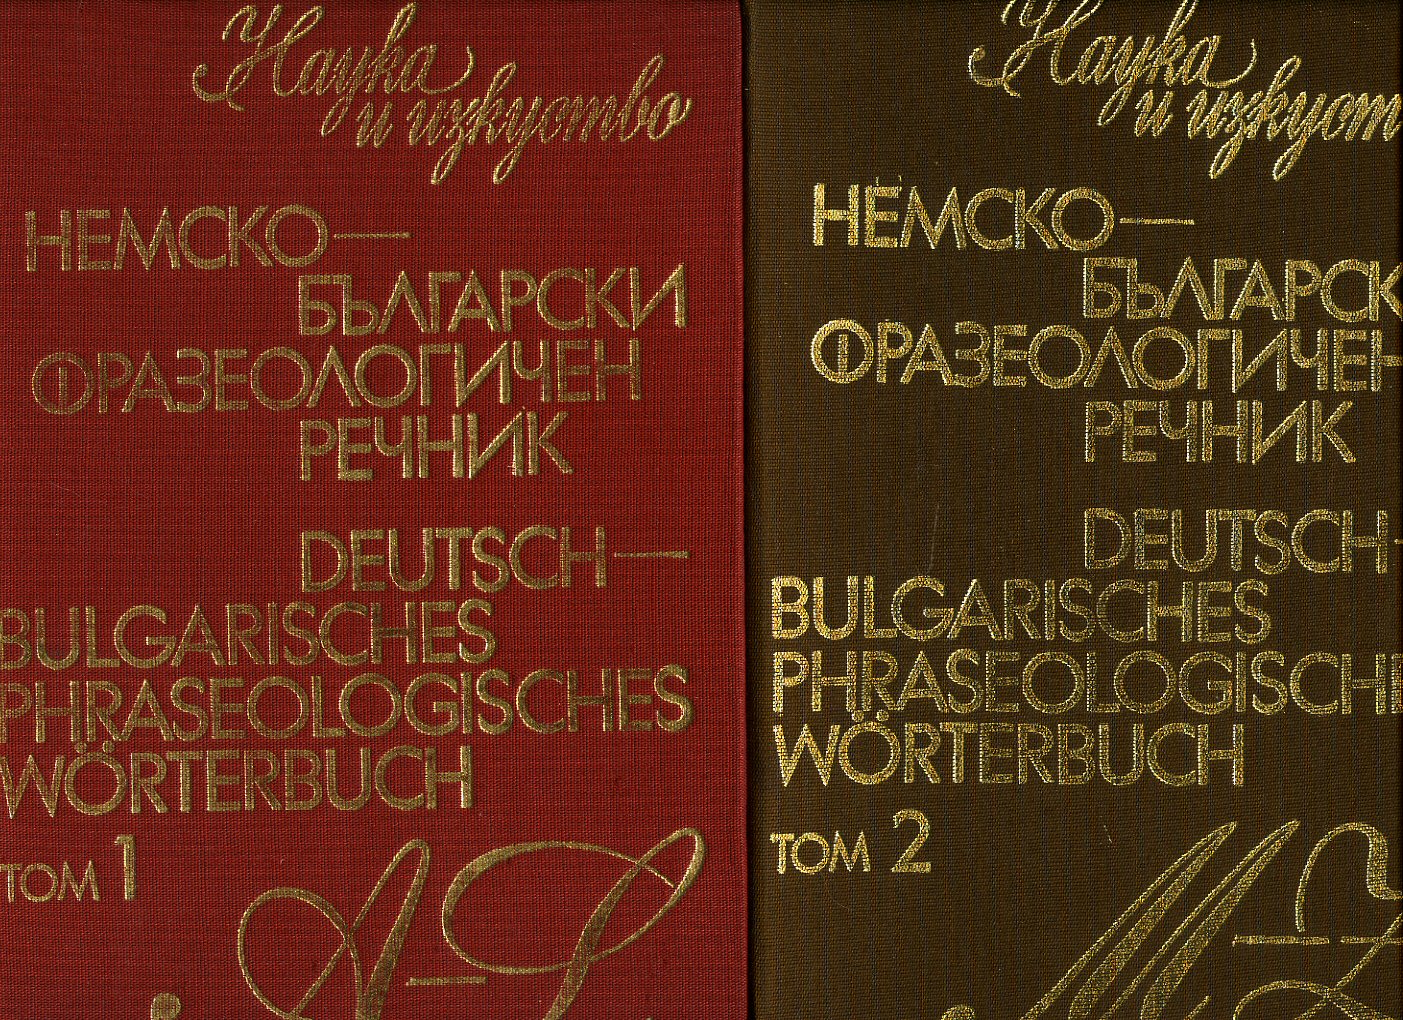 Наука
и изкуство
НЕМСКО—
БЪЛГАРСКИ
ФРАЗЕОЛОГИЧЕН
РЕЧНИК
DEUTSCH—
BULGARISCHES
PHRASEOLOGISCHES
WÖRTERBUCH
ТОМ 1
A–L
Наука
и изкуст
НЕМСКО—
БЪЛГАРСК
ФРАЗЕОЛОГИЧЕН
РЕЧНИК
DEUTSCH—
BULGARISCHES
PHRASEOLOGISCHE
WÖRTERBUCH
ТОМ 2
M–Z